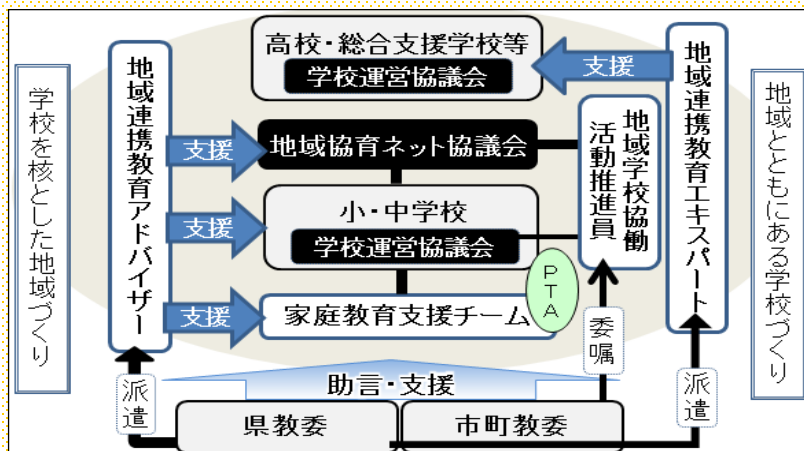 高校・総合支援学校等
学校運営協議会
支援
地域連携教育アドバイザー
地域連携教育エキスパート
学校を核とした地域づくり
地域とともにある学校づくり
支援
地域協育ネット協議会
地域学校協働
活動推進員
支援
小・中学校
学校運営協議会
PTA
支援
家庭教育支援チーム
委嘱
派遣
助言・支援
派遣
県教委
市町教委